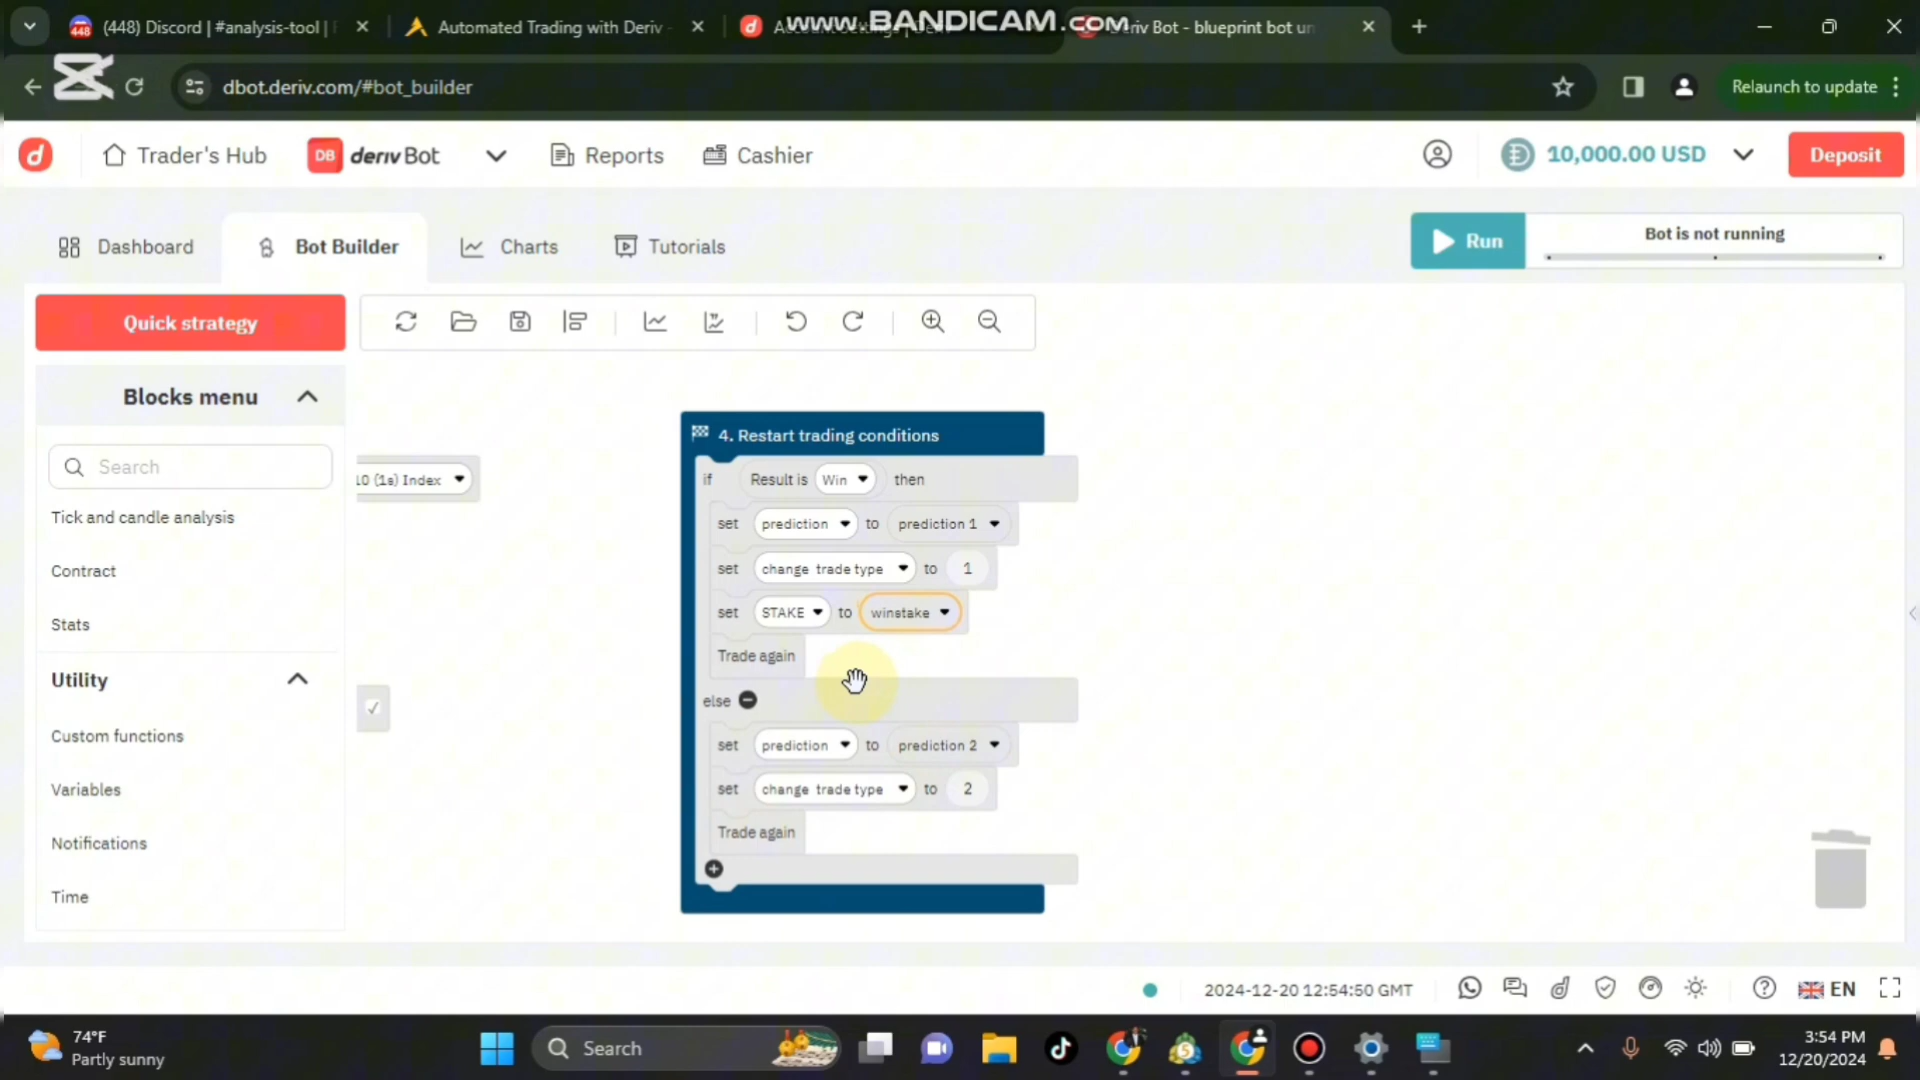 (448) Discord | #analysis-tool |
Automated Trading with Deriv -
www.BANDICAM.COM
Deriv Bot - blueprint bot un
dbot.deriv.com/#bot_builder
Relaunch to update
Trader's Hub
DB deriv Bot
Reports
Cashier
10,000.00 USD
Deposit
Dashboard
Bot Builder
Charts
Tutorials
Run
Bot is not running
Quick strategy
Blocks menu
Search
Tick and candle analysis
Contract
Stats
Utility
Custom functions
Variables
Notifications
Time
10 (1s) Index
4. Restart trading conditions
if Result is Win then
set prediction to prediction 1
set change trade type to 1
set STAKE to winstake
Trade again
else
set prediction to prediction 2
set change trade type to 2
Trade again
2024-12-20 12:54:50 GMT
EN
74°F
Partly sunny
Search
3:54 PM
12/20/2024